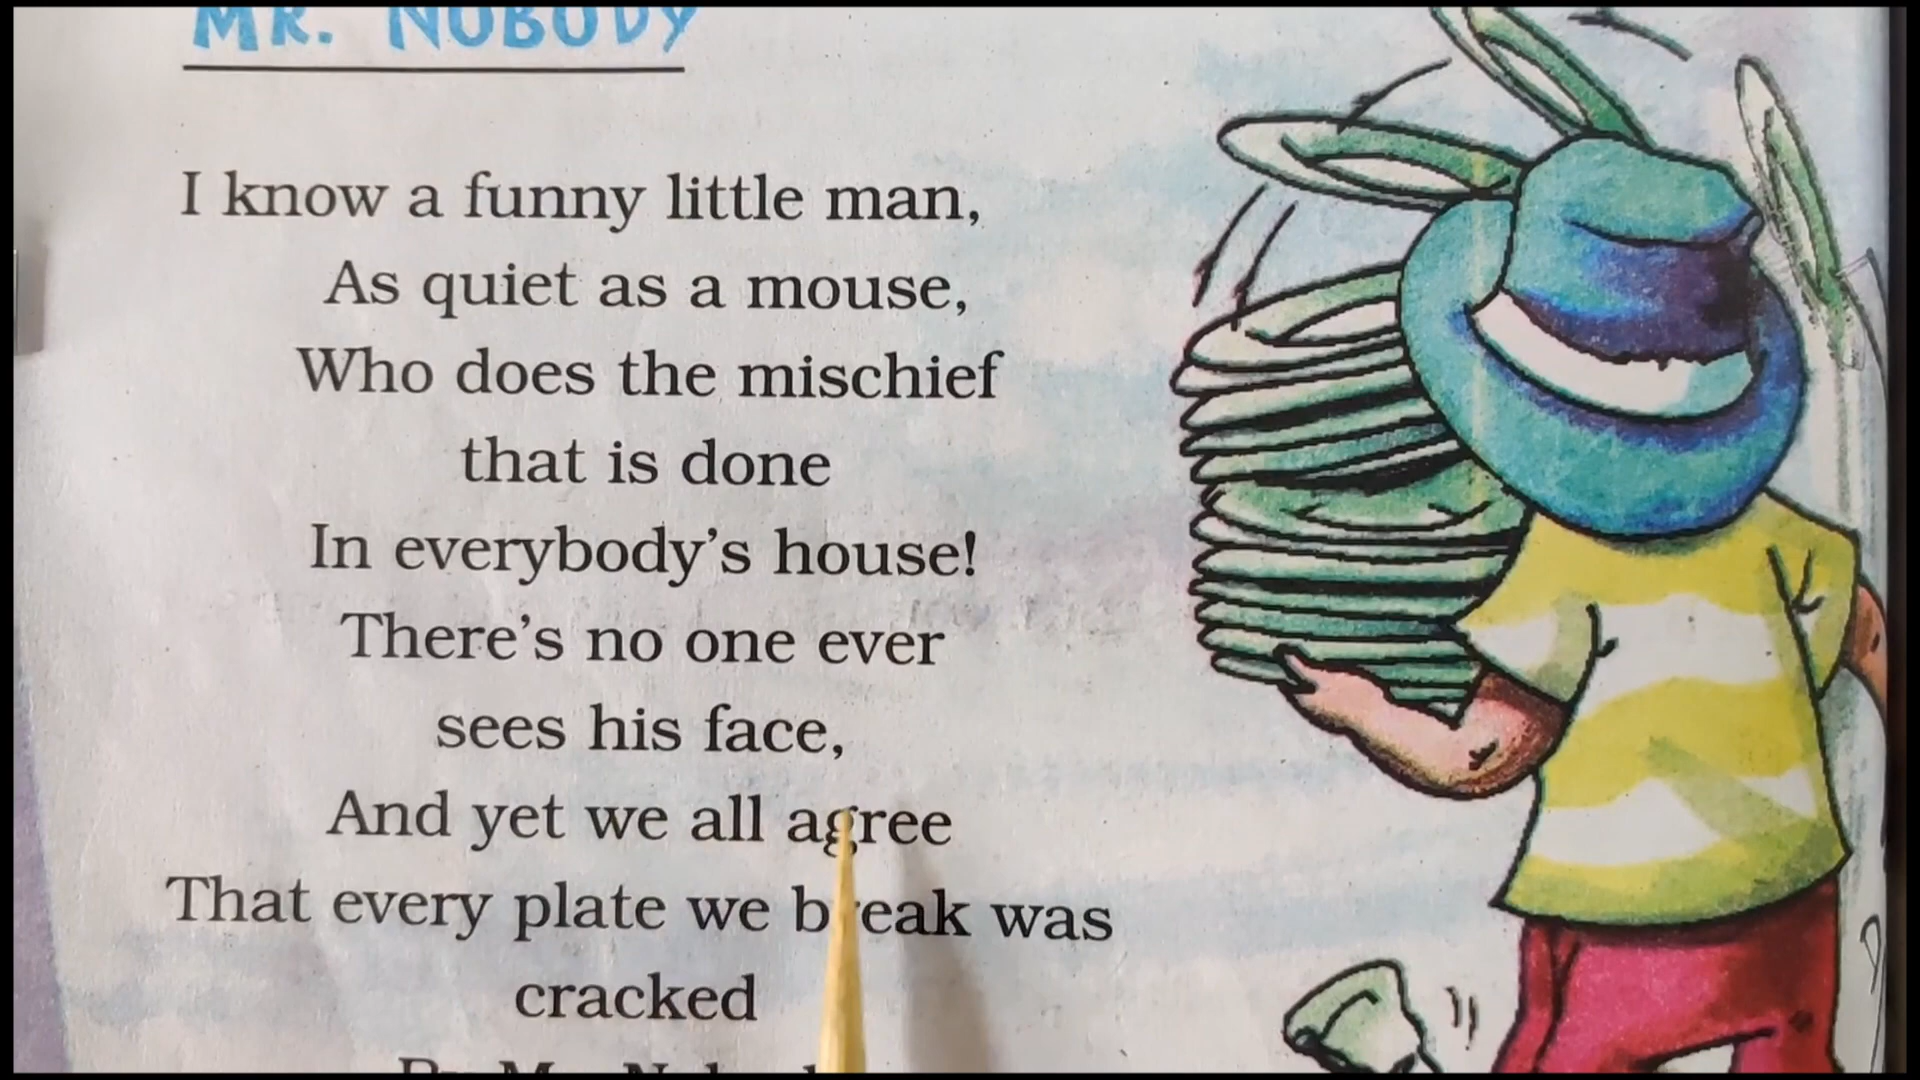 MR. NOBODY
I know a funny little man,
As quiet as a mouse,
Who does the mischief
that is done
In everybody's house!
There's no one ever
sees his face,
And yet we all agree
That every plate we break was
cracked